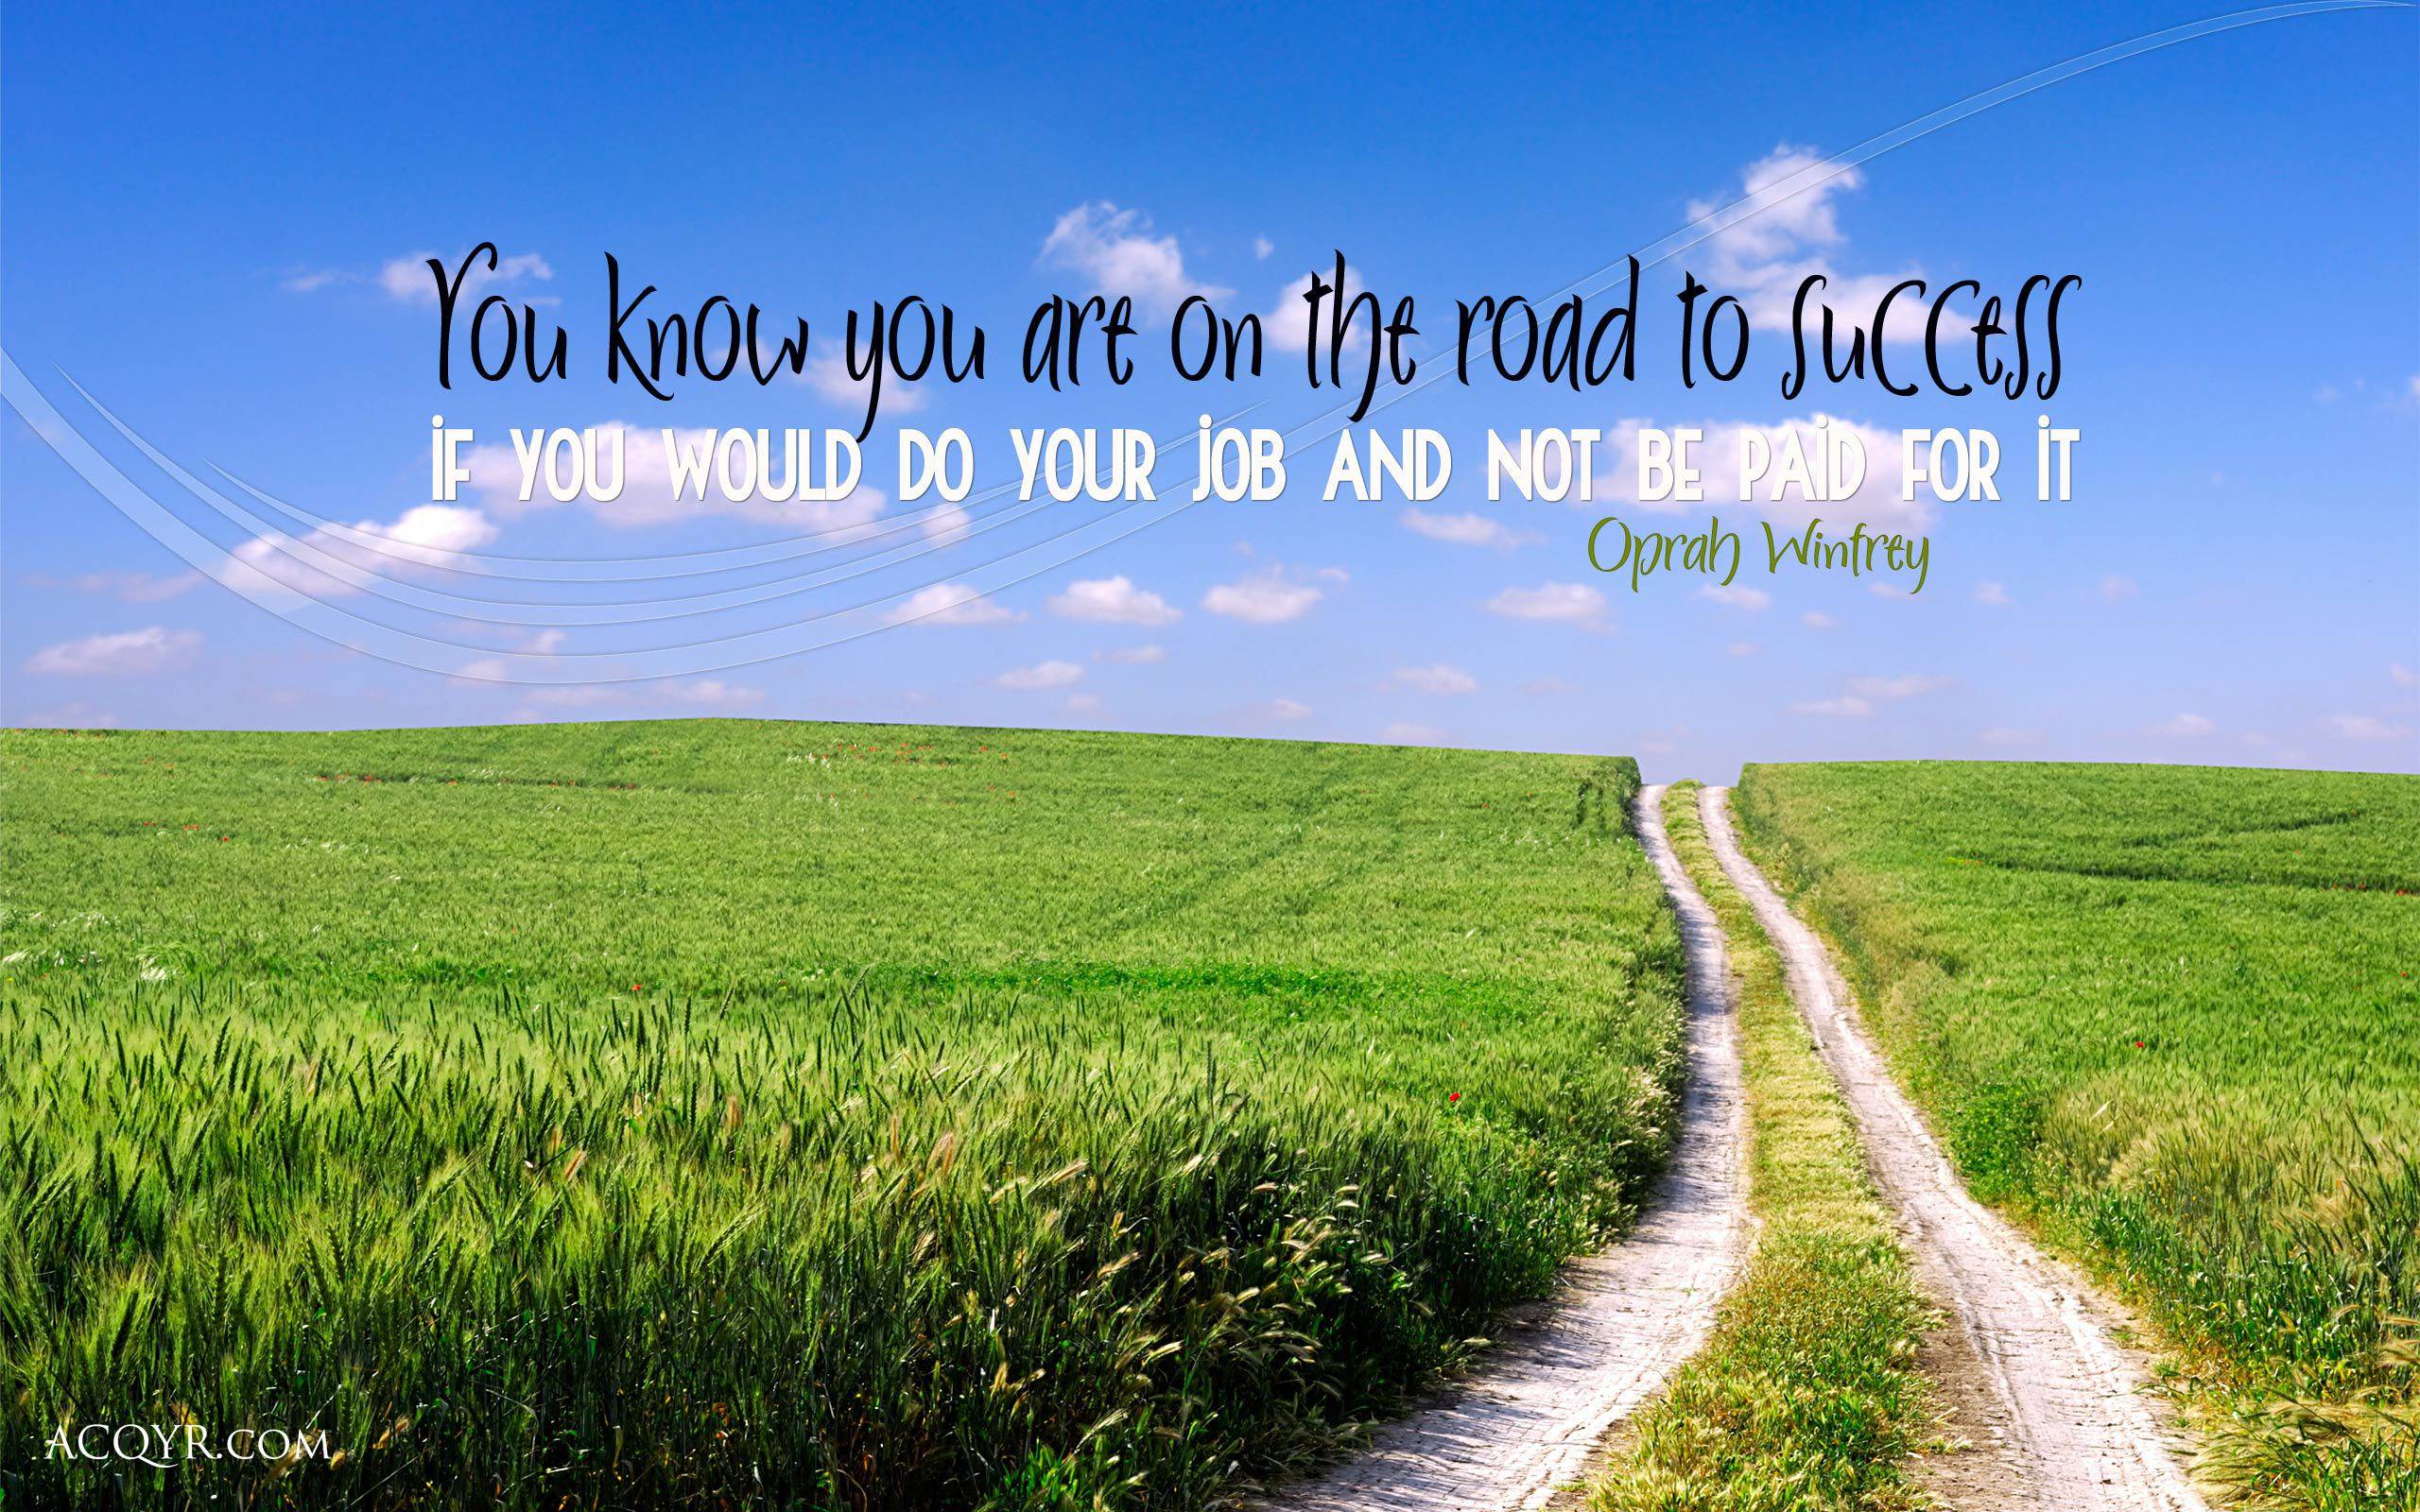 You know you are on the road to success
if you would do your job and not be paid for it
Oprah Winfrey
ACQYR.COM